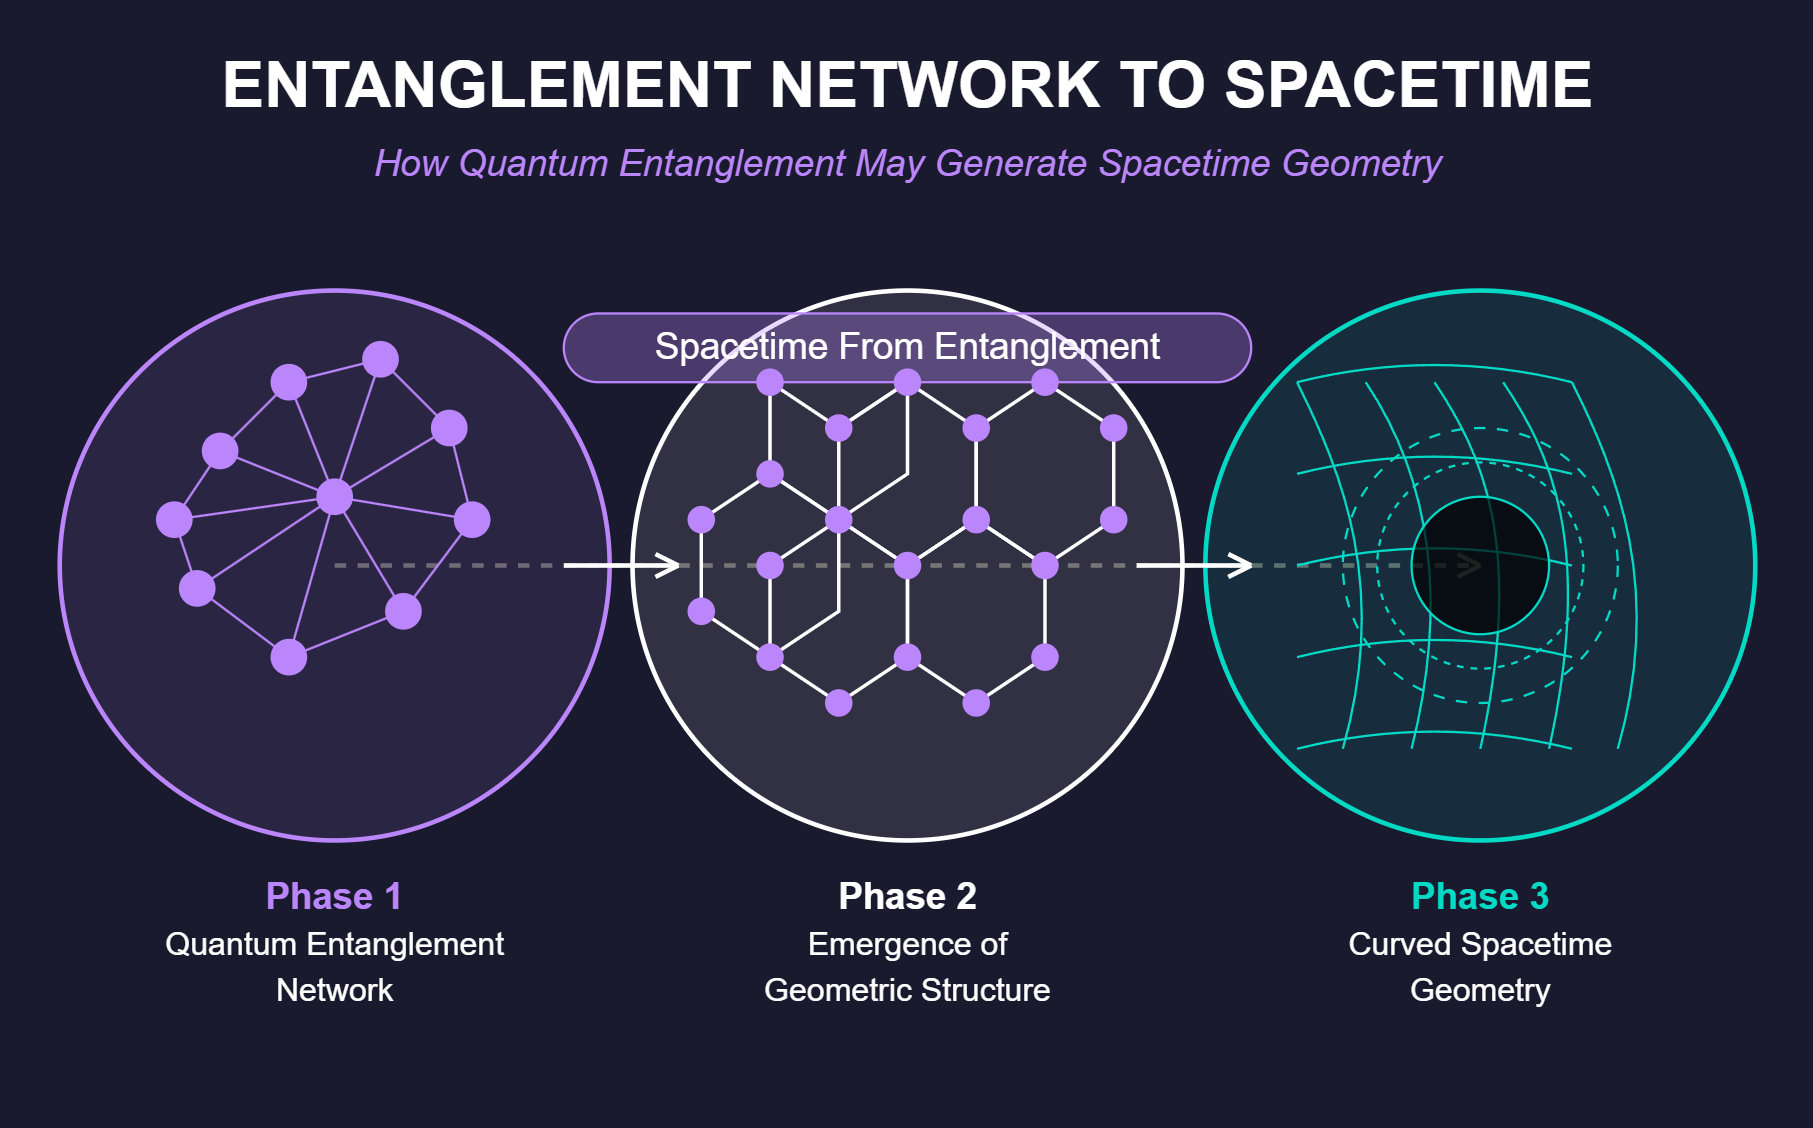 ENTANGLEMENT NETWORK TO SPACETIME
How Quantum Entanglement May Generate Spacetime Geometry
Spacetime From Entanglement
Phase 1
Quantum Entanglement
Network
Phase 2
Emergence of
Geometric Structure
Phase 3
Curved Spacetime
Geometry